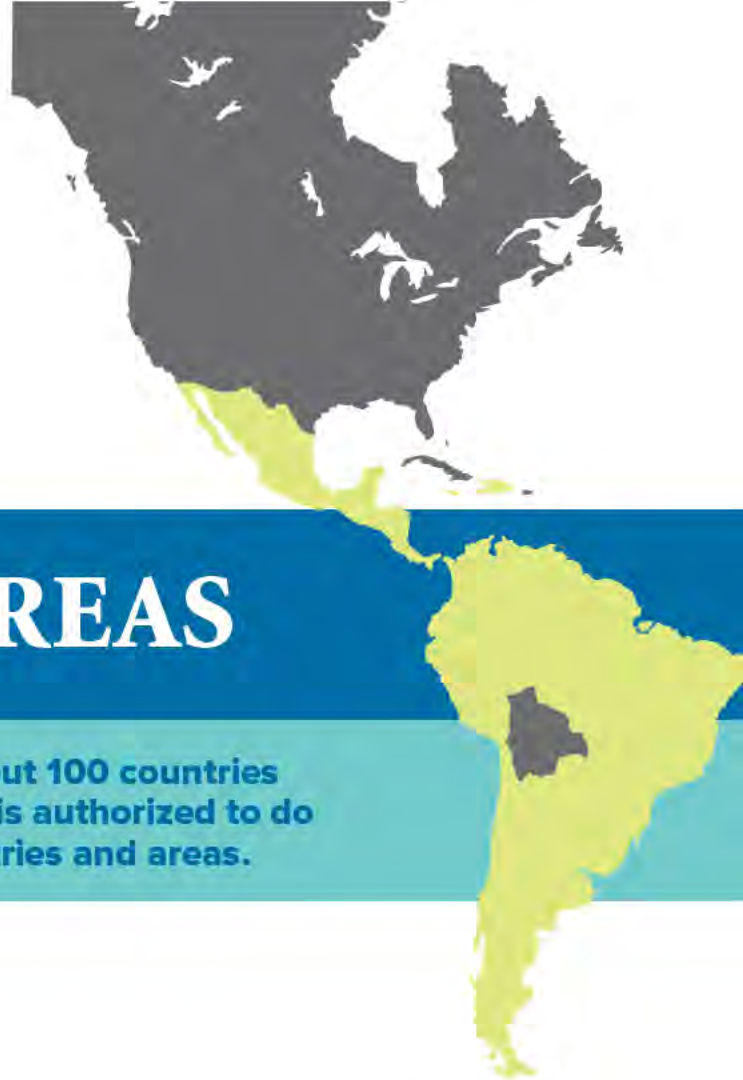 REAS
ut 100 countries
is authorized to do
ries and areas.